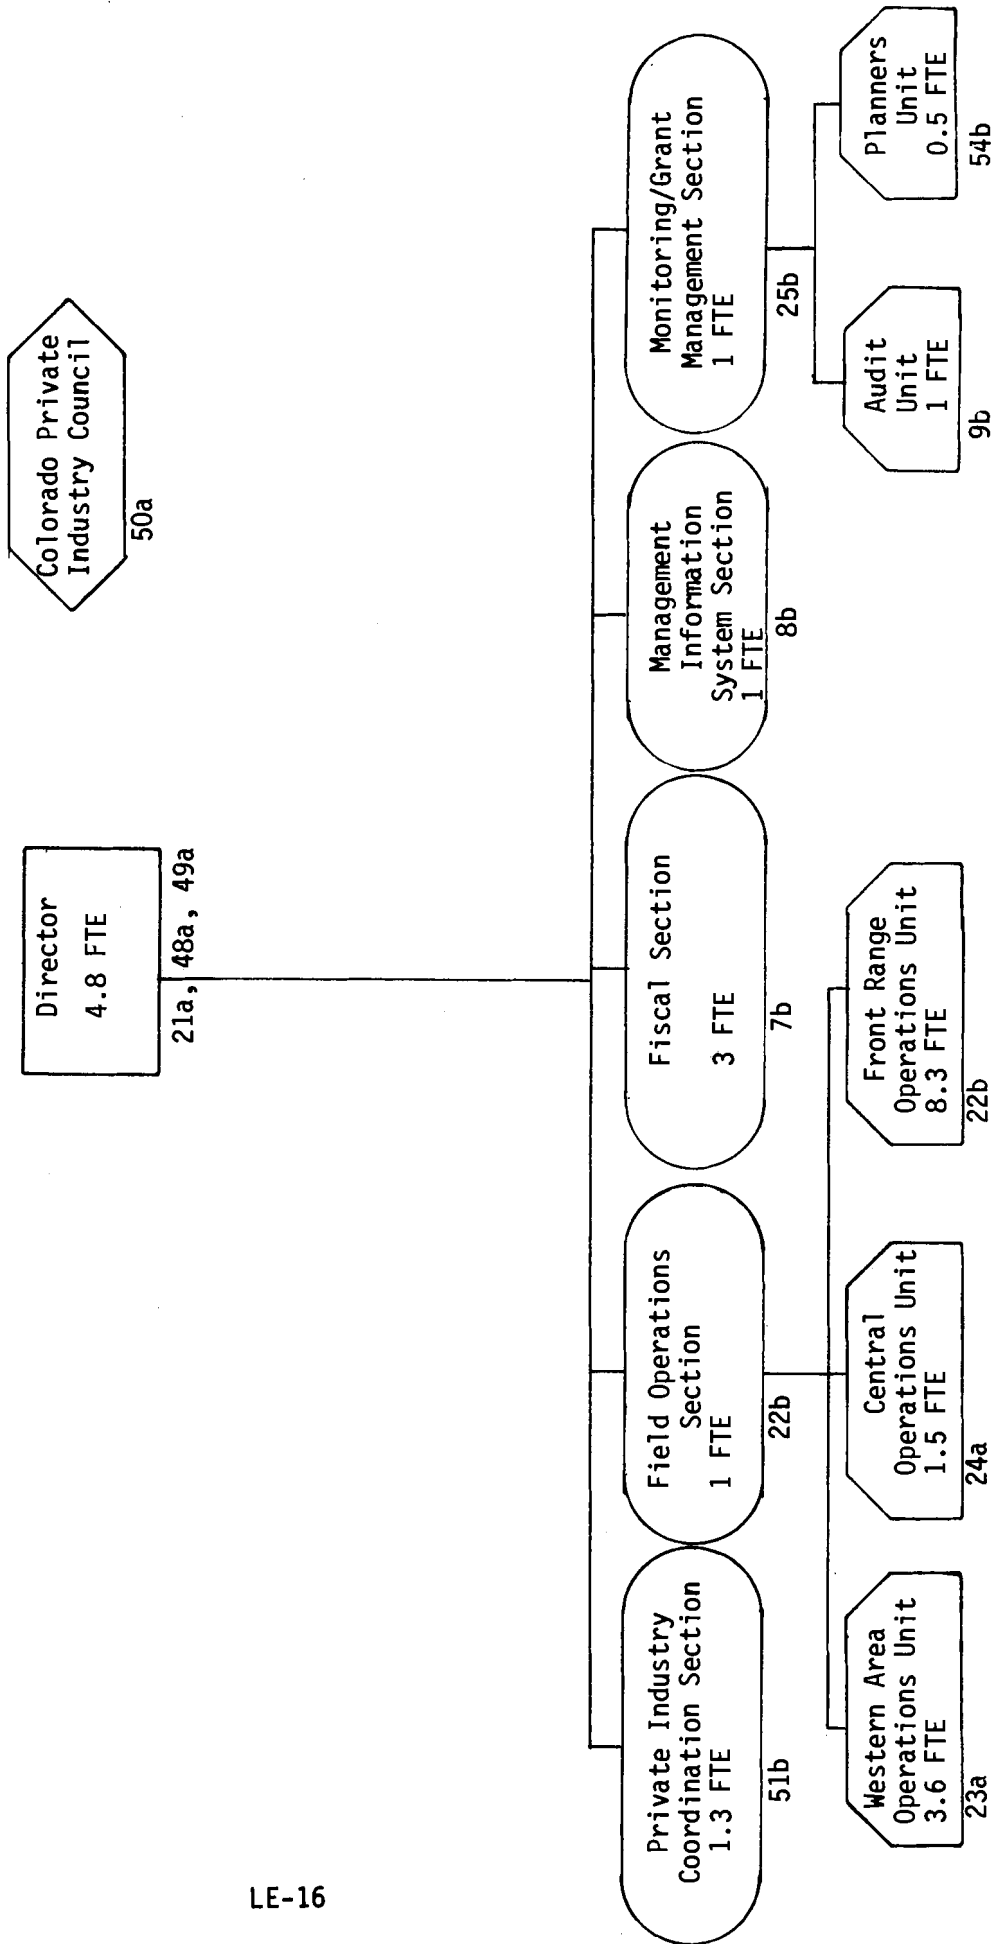 Colorado Private
Industry Council
50a
Director
4.8 FTE
21a, 48a, 49a
Private Industry
Coordination Section
1.3 FTE
51b
Field Operations
Section
1 FTE
22b
Fiscal Section
3 FTE
7b
Management
Information
System Section
1 FTE
8b
Monitoring/Grant
Management Section
1 FTE
25b
Western Area
Operations Unit
3.6 FTE
23a
Central
Operations Unit
1.5 FTE
24a
Front Range
Operations Unit
8.3 FTE
22b
Audit
Unit
1 FTE
9b
Planners
Unit
0.5 FTE
54b
LE-16